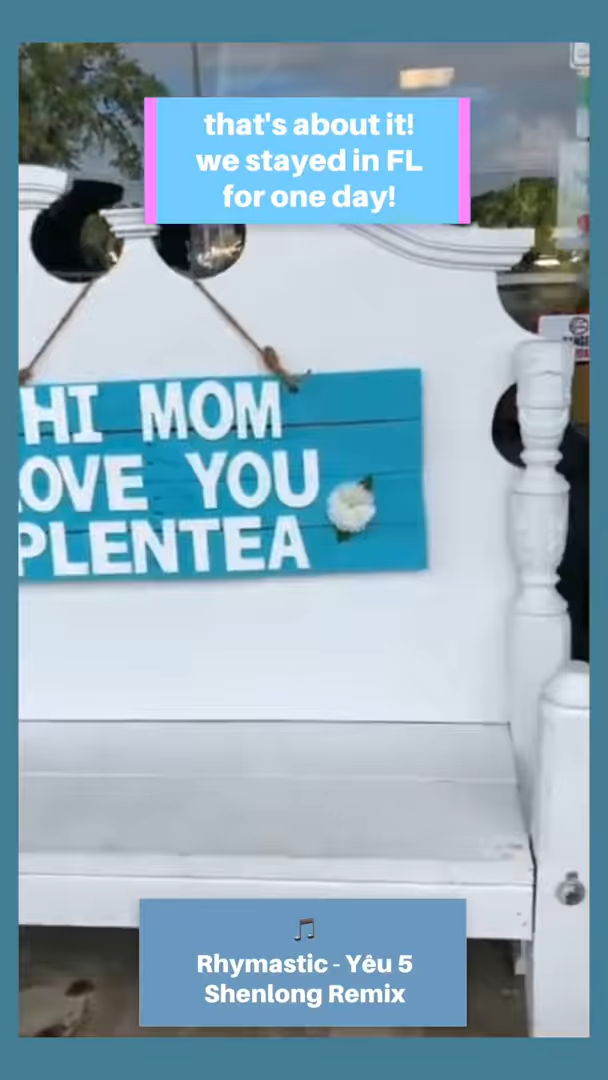 that's about it!
we stayed in FL
for one day!
HI MOM
OVE YOU
PLENTEA
🎵
Rhymastic - Yêu 5
Shenlong Remix